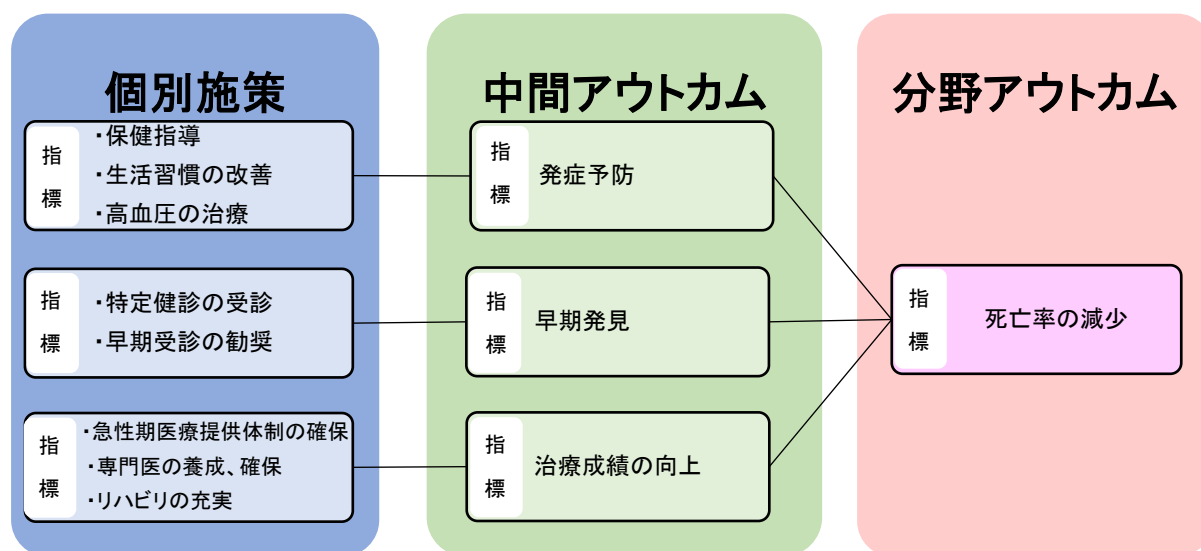 個別施策
指標
・保健指導
・生活習慣の改善
・高血圧の治療
指標
・特定健診の受診
・早期受診の勧奨
指標
・急性期医療提供体制の確保
・専門医の養成、確保
・リハビリの充実
中間アウトカム
指標
発症予防
指標
早期発見
指標
治療成績の向上
分野アウトカム
指標
死亡率の減少